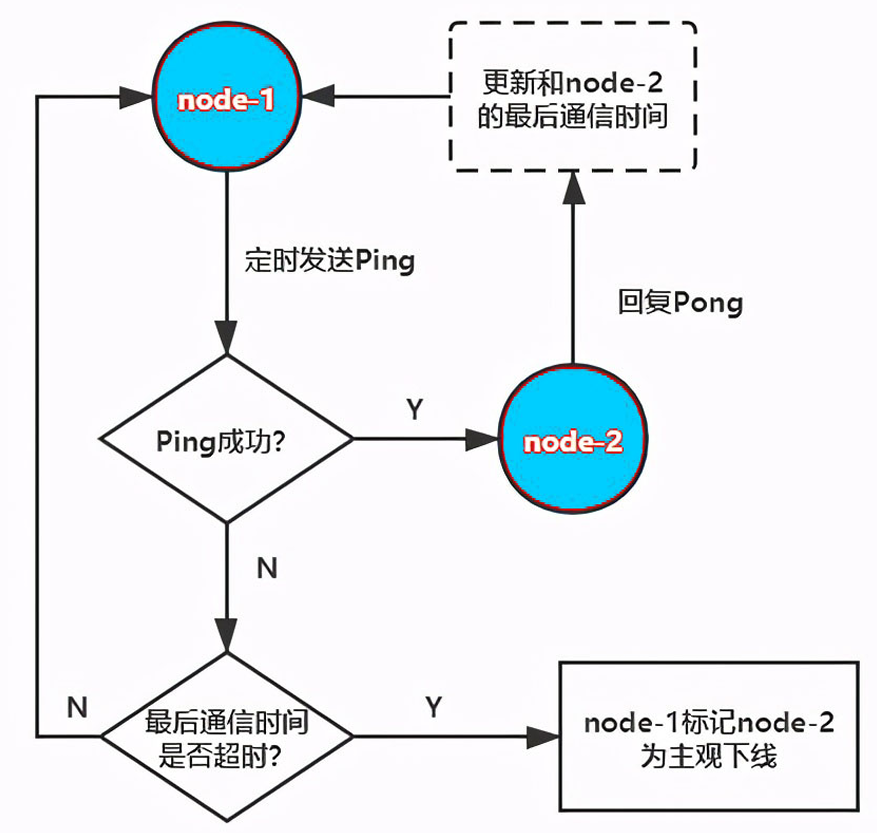 node-1
更新和node-2
的最后通信时间
定时发送Ping
回复Pong
Ping成功?
Y
node-2
N
最后通信时间
是否超时?
N
Y
node-1标记node-2
为主观下线